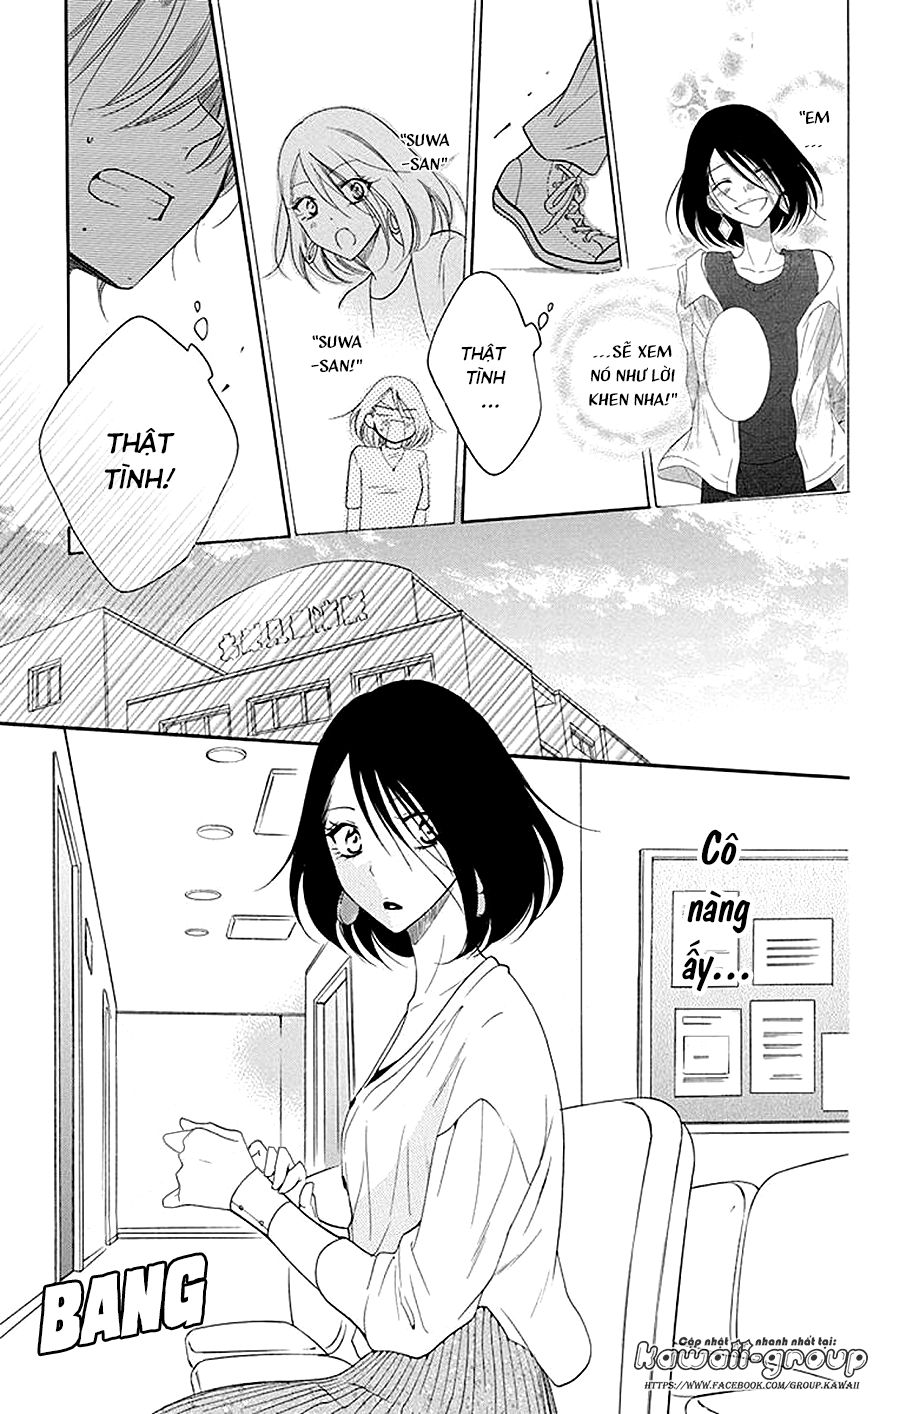 "EM
...
...SẼ XEM
NÓ NHƯ LỜI
KHEN NHA!"
THẬT
TÌNH
...
"SUWA
-SAN"
"SUWA
-SAN!"
THẬT
TÌNH!
CÔ
NÀNG
ẤY...
BANG
Cập nhật nhanh nhất tại:
kawaii-group
HTTPS://WWW.FACEBOOK.COM/GROUP.KAWAII